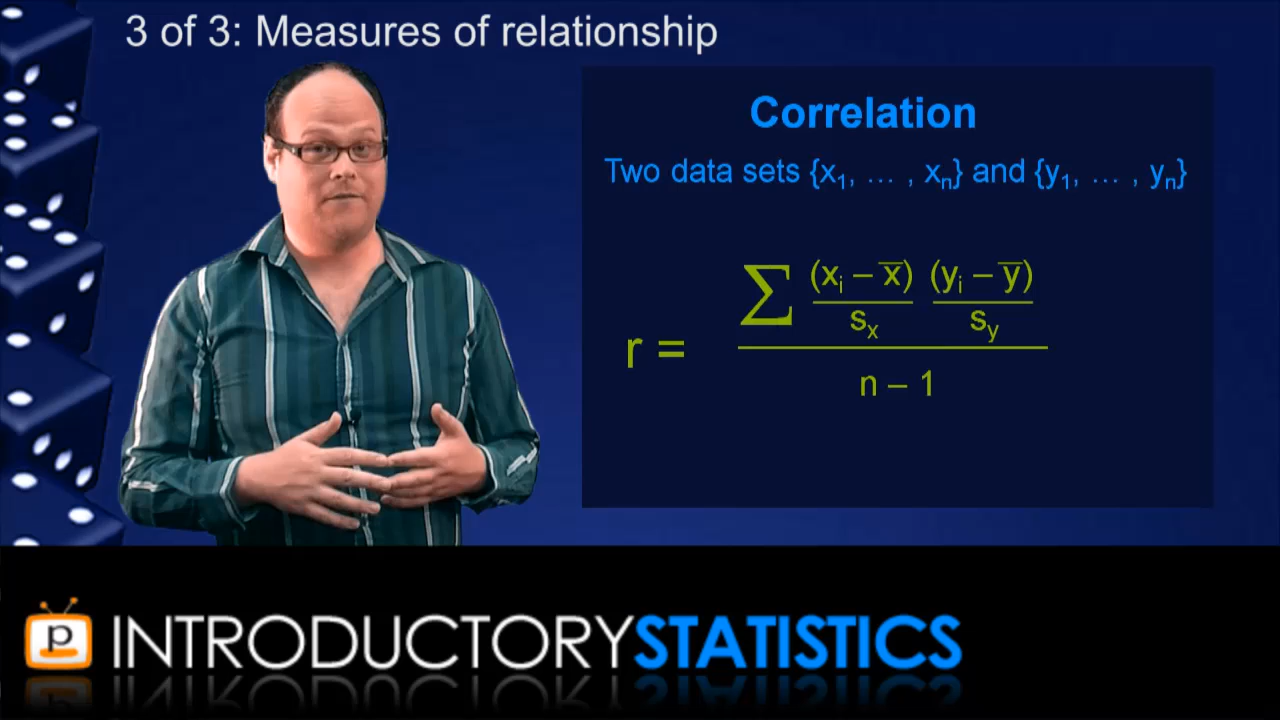 3 of 3: Measures of relationship
Correlation
Two data sets {x₁, … , xₙ} and {y₁, … , yₙ}
r = ∑ (xᵢ – x̅)/sₓ (yᵢ – y̅)/s_y
n – 1
p INTRODUCTORYSTATISTICS